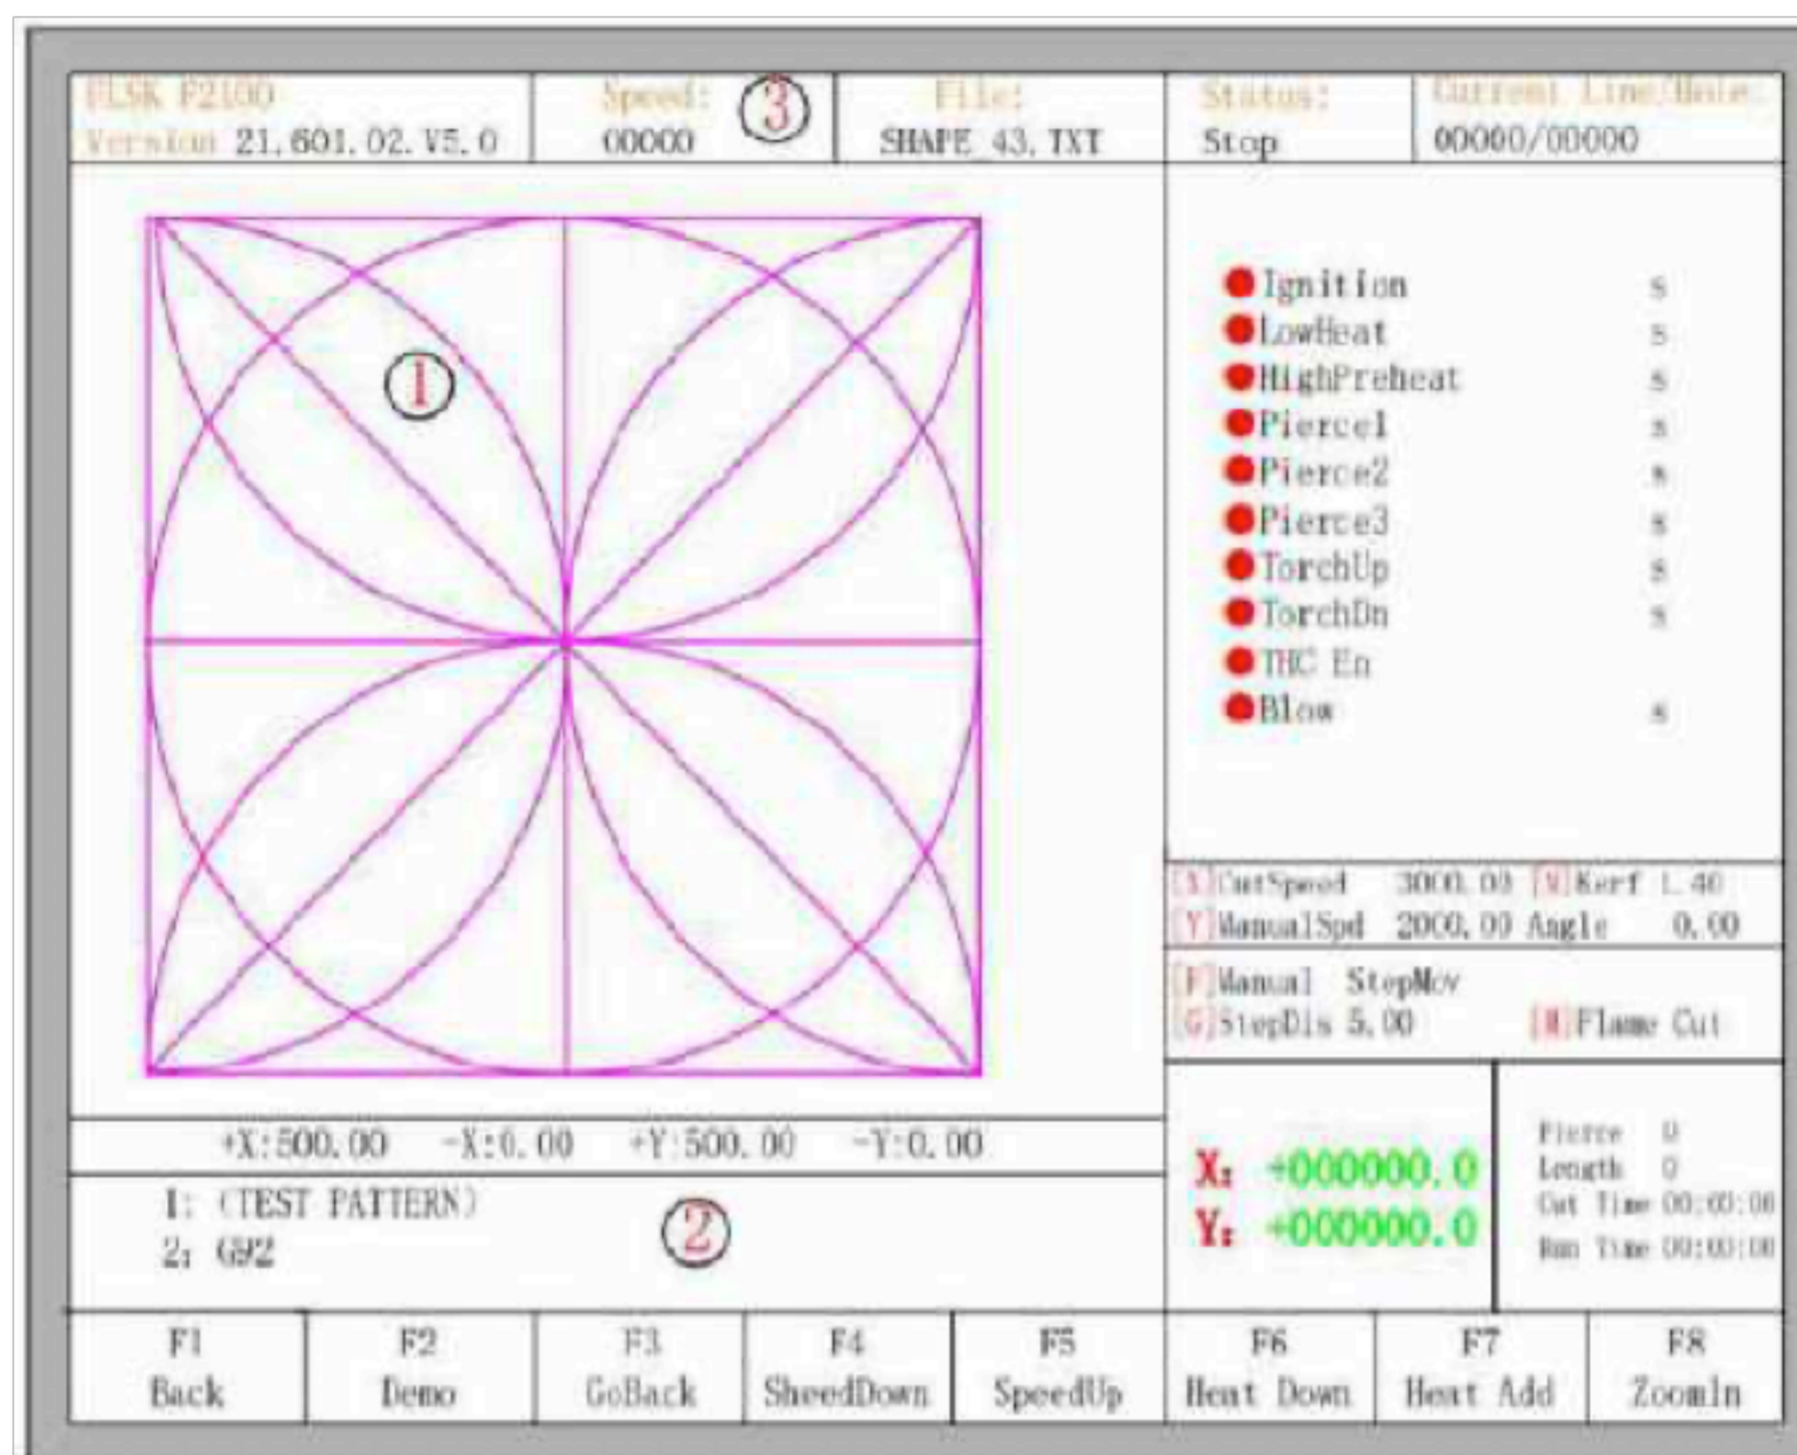 FLSK F2100
Version 21.601.02.V5.0
Speed:
00000
3
File:
SHAPE_43.TXT
Status:
Stop
Current Line/Hole:
00000/00000
1
Ignition s
LowHeat s
HighPreheat s
Pierce1 s
Pierce2 s
Pierce3 s
TorchUp s
TorchDn s
THC En
Blow s
[X]CutSpeed 3000.00 [N]Kerf 1.40
[Y]ManualSpd 2000.00 Angle 0.00
[F]Manual StepMov
[G]StepDis 5.00 [M]Flame Cut
+X:500.00 -X:0.00 +Y:500.00 -Y:0.00
1: (TEST PATTERN)
2: G92
2
X: +000000.0
Y: +000000.0
Pierce 0
Length 0
Cut Time 00:00:00
Run Time 00:00:00
F1
Back
F2
Demo
F3
GoBack
F4
SheedDown
F5
SpeedUp
F6
Heat Down
F7
Heat Add
F8
ZoomIn